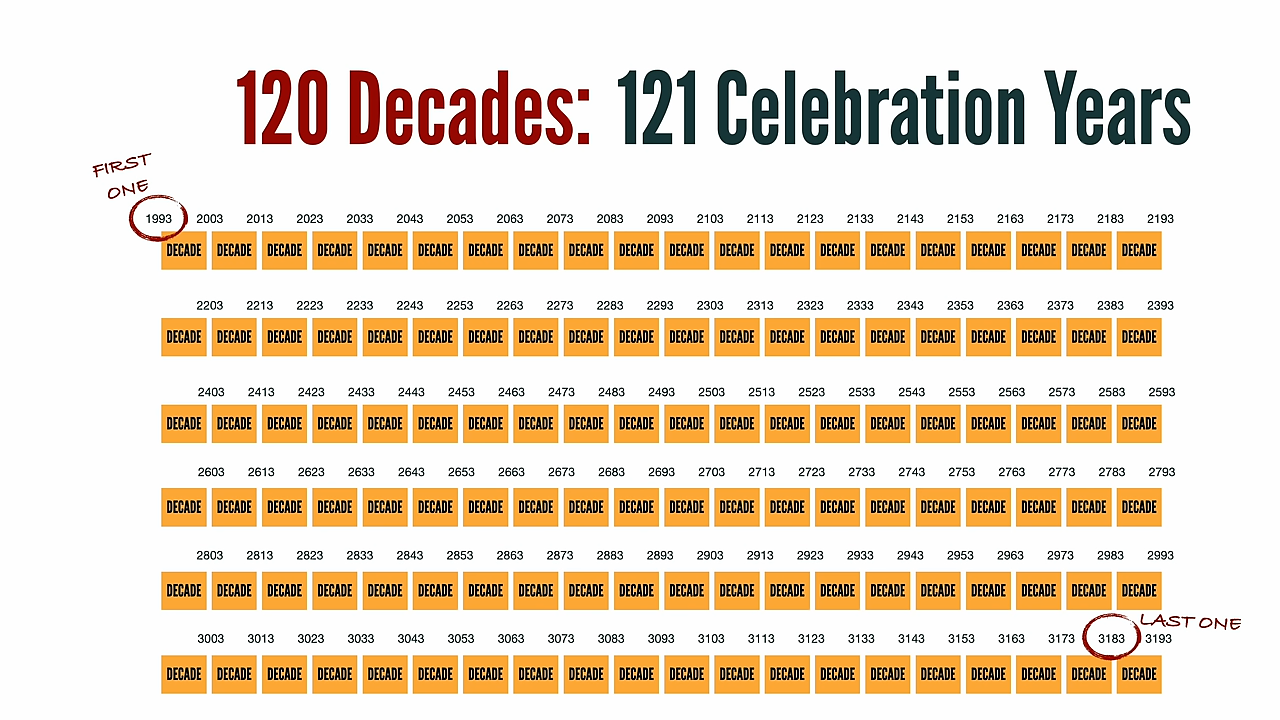 120 Decades: 121 Celebration Years
FIRST
ONE
1993 2003 2013 2023 2033 2043 2053 2063 2073 2083 2093 2103 2113 2123 2133 2143 2153 2163 2173 2183 2193
DECADE DECADE DECADE DECADE DECADE DECADE DECADE DECADE DECADE DECADE DECADE DECADE DECADE DECADE DECADE DECADE DECADE DECADE DECADE DECADE
2203 2213 2223 2233 2243 2253 2263 2273 2283 2293 2303 2313 2323 2333 2343 2353 2363 2373 2383 2393
DECADE DECADE DECADE DECADE DECADE DECADE DECADE DECADE DECADE DECADE DECADE DECADE DECADE DECADE DECADE DECADE DECADE DECADE DECADE DECADE
2403 2413 2423 2433 2443 2453 2463 2473 2483 2493 2503 2513 2523 2533 2543 2553 2563 2573 2583 2593
DECADE DECADE DECADE DECADE DECADE DECADE DECADE DECADE DECADE DECADE DECADE DECADE DECADE DECADE DECADE DECADE DECADE DECADE DECADE DECADE
2603 2613 2623 2633 2643 2653 2663 2673 2683 2693 2703 2713 2723 2733 2743 2753 2763 2773 2783 2793
DECADE DECADE DECADE DECADE DECADE DECADE DECADE DECADE DECADE DECADE DECADE DECADE DECADE DECADE DECADE DECADE DECADE DECADE DECADE DECADE
2803 2813 2823 2833 2843 2853 2863 2873 2883 2893 2903 2913 2923 2933 2943 2953 2963 2973 2983 2993
DECADE DECADE DECADE DECADE DECADE DECADE DECADE DECADE DECADE DECADE DECADE DECADE DECADE DECADE DECADE DECADE DECADE DECADE DECADE DECADE
LAST ONE
3003 3013 3023 3033 3043 3053 3063 3073 3083 3093 3103 3113 3123 3133 3143 3153 3163 3173 3183 3193
DECADE DECADE DECADE DECADE DECADE DECADE DECADE DECADE DECADE DECADE DECADE DECADE DECADE DECADE DECADE DECADE DECADE DECADE DECADE DECADE